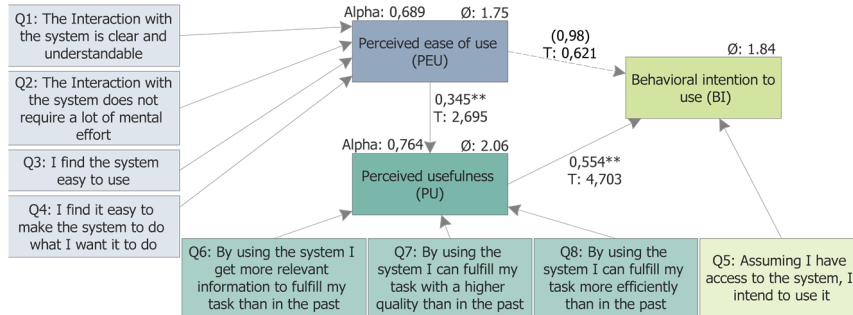 Q1: The Interaction with
the system is clear and
understandable
Q2: The Interaction with
the system does not
require a lot of mental
effort
Q3: I find the system
easy to use
Q4: I find it easy to
make the system to do
what I want it to do
Alpha: 0,689
Ø: 1.75
Perceived ease of use
(PEU)
(0,98)
T: 0,621
Ø: 1.84
Behavioral intention to
use (BI)
0,345**
T: 2,695
Alpha: 0,764
Ø: 2.06
Perceived usefulness
(PU)
0,554**
T: 4,703
Q6: By using the system I
get more relevant
information to fulfill my
task than in the past
Q7: By using the
system I can fulfill my
task with a higher
quality than in the past
Q8: By using the
system I can fulfill my
task more efficiently
than in the past
Q5: Assuming I have
access to the system, I
intend to use it